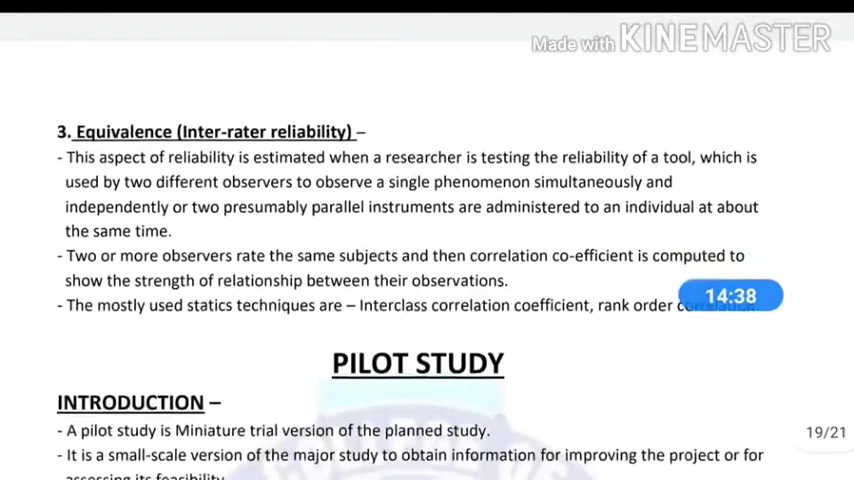 Made with KINEMASTER
3. Equivalence (Inter-rater reliability) –
- This aspect of reliability is estimated when a researcher is testing the reliability of a tool, which is
used by two different observers to observe a single phenomenon simultaneously and
independently or two presumably parallel instruments are administered to an individual at about
the same time.
- Two or more observers rate the same subjects and then correlation co-efficient is computed to
show the strength of relationship between their observations.
- The mostly used statics techniques are – Interclass correlation coefficient, rank order
14:38
PILOT STUDY
INTRODUCTION –
- A pilot study is Miniature trial version of the planned study.
19/21
- It is a small-scale version of the major study to obtain information for improving the project or for
assessing its feasibility.